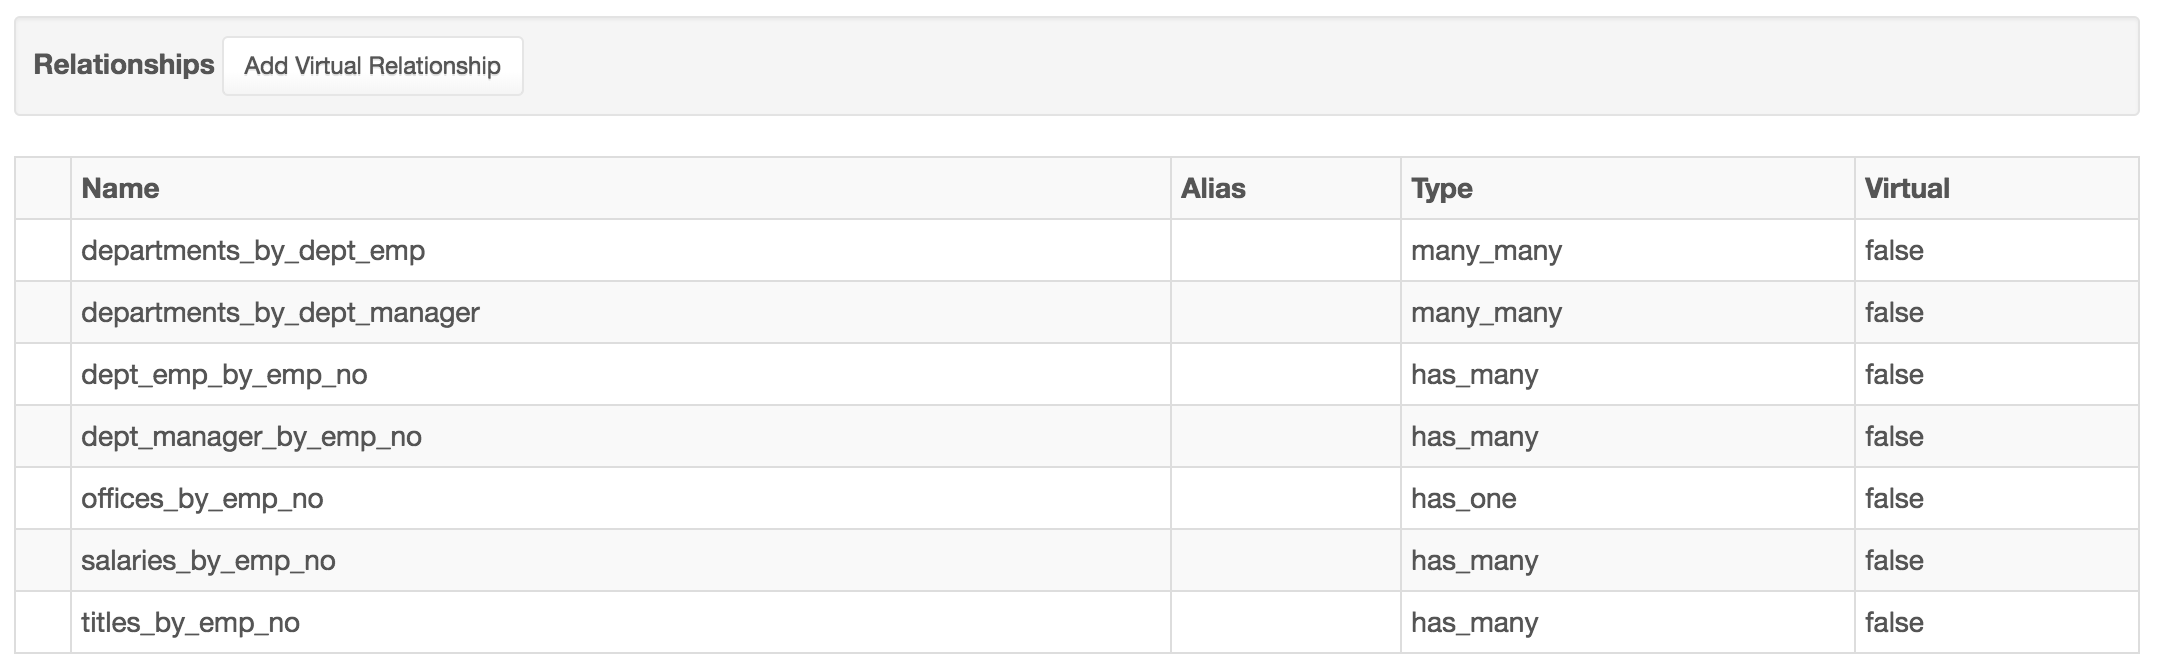 Relationships Add Virtual Relationship
Name Alias Type Virtual
departments_by_dept_emp many_many false
departments_by_dept_manager many_many false
dept_emp_by_emp_no has_many false
dept_manager_by_emp_no has_many false
offices_by_emp_no has_one false
salaries_by_emp_no has_many false
titles_by_emp_no has_many false